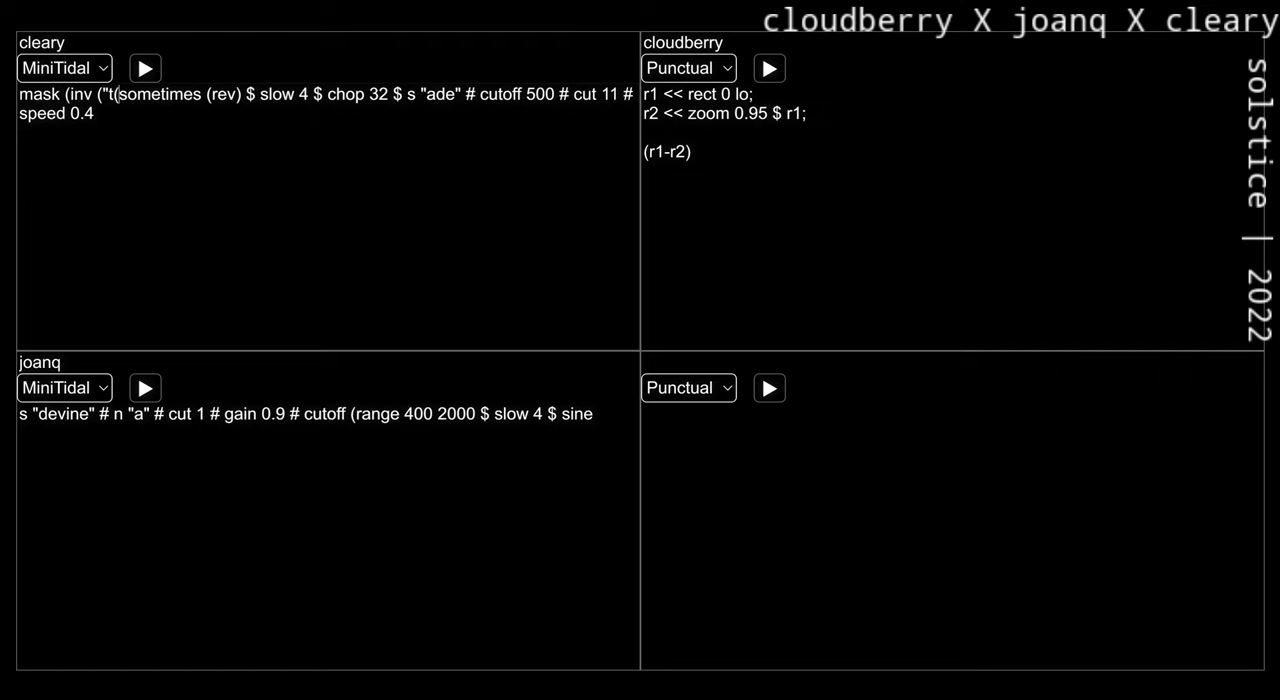 cloudberry X joanq X cleary
solstice | 2022
cleary
MiniTidal
mask (inv ("t(sometimes (rev) $ slow 4 $ chop 32 $ s "ade" # cutoff 500 # cut 11 #
speed 0.4
cloudberry
Punctual
r1 << rect 0 lo;
r2 << zoom 0.95 $ r1;
(r1-r2)
joanq
MiniTidal
s "devine" # n "a" # cut 1 # gain 0.9 # cutoff (range 400 2000 $ slow 4 $ sine
Punctual